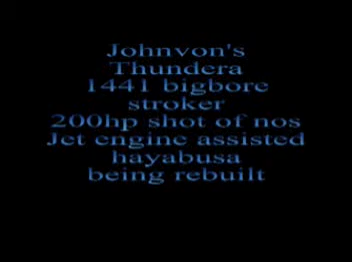 Johnvon's
Thundera
1441 bigbore
stroker
200hp shot of nos
Jet engine assisted
hayabusa
being rebuilt